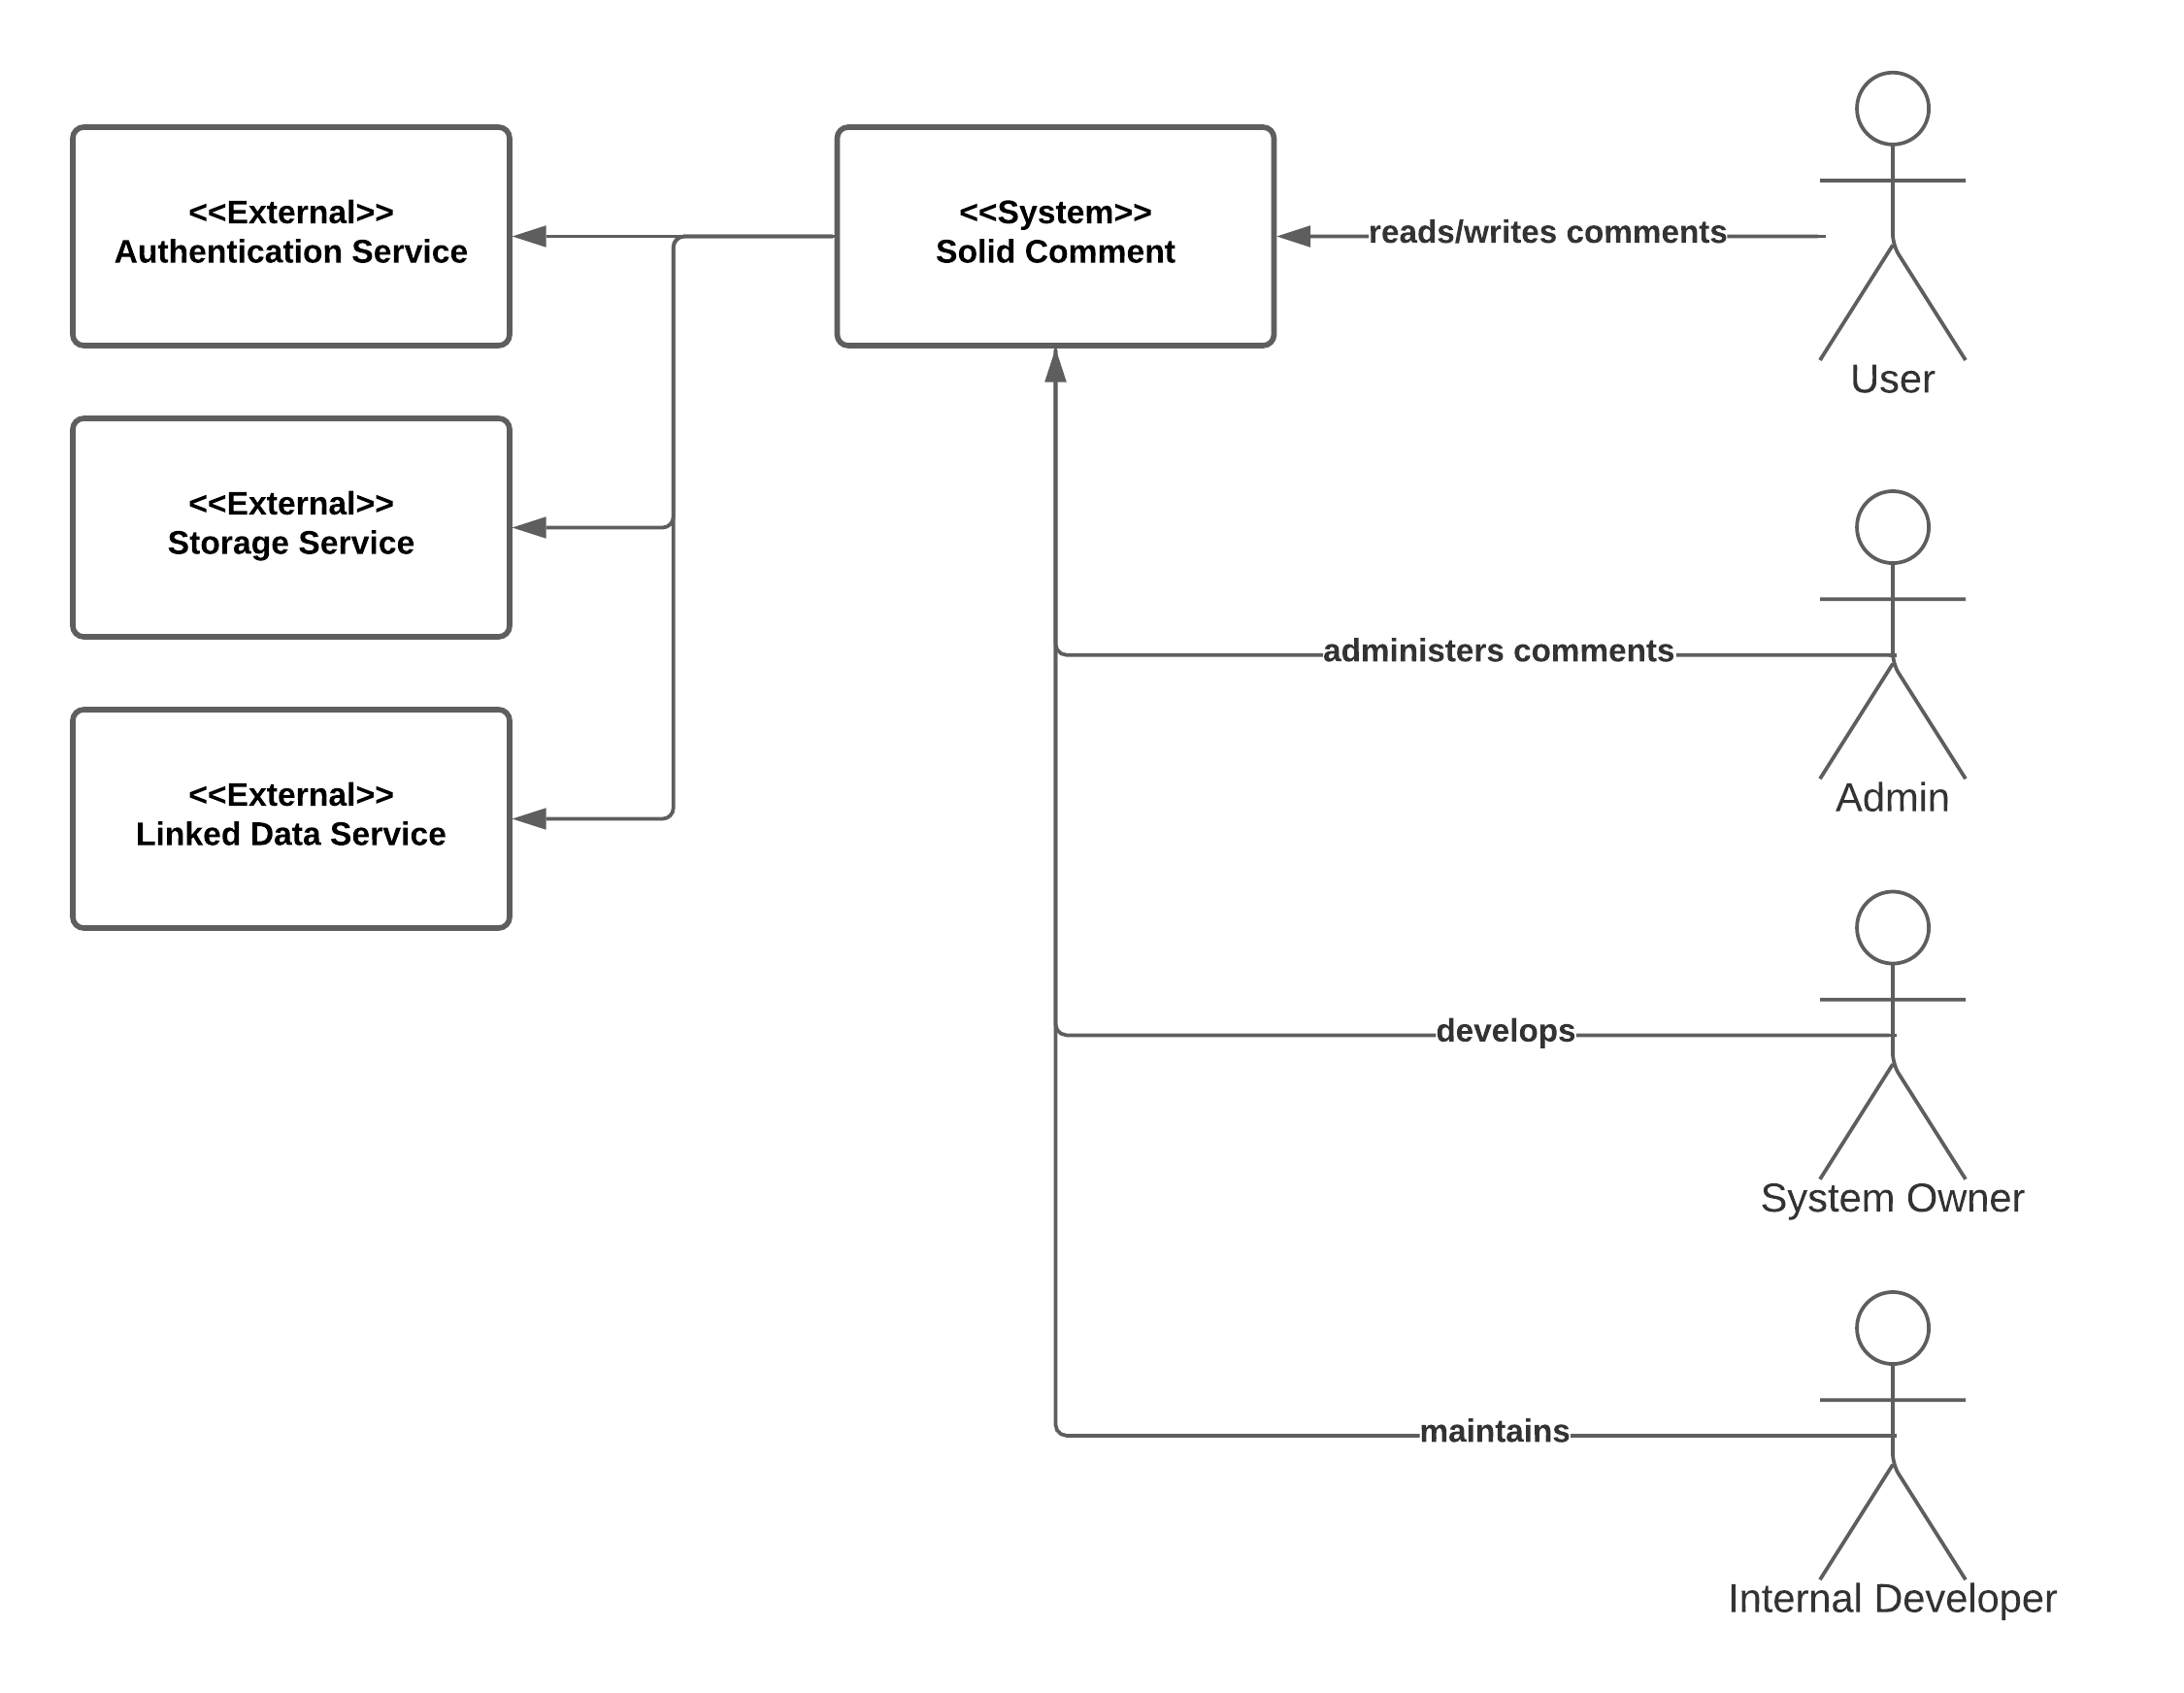 <<External>>
Authentication Service
<<System>>
Solid Comment
reads/writes comments
User
<<External>>
Storage Service
administers comments
Admin
<<External>>
Linked Data Service
develops
System Owner
maintains
Internal Developer